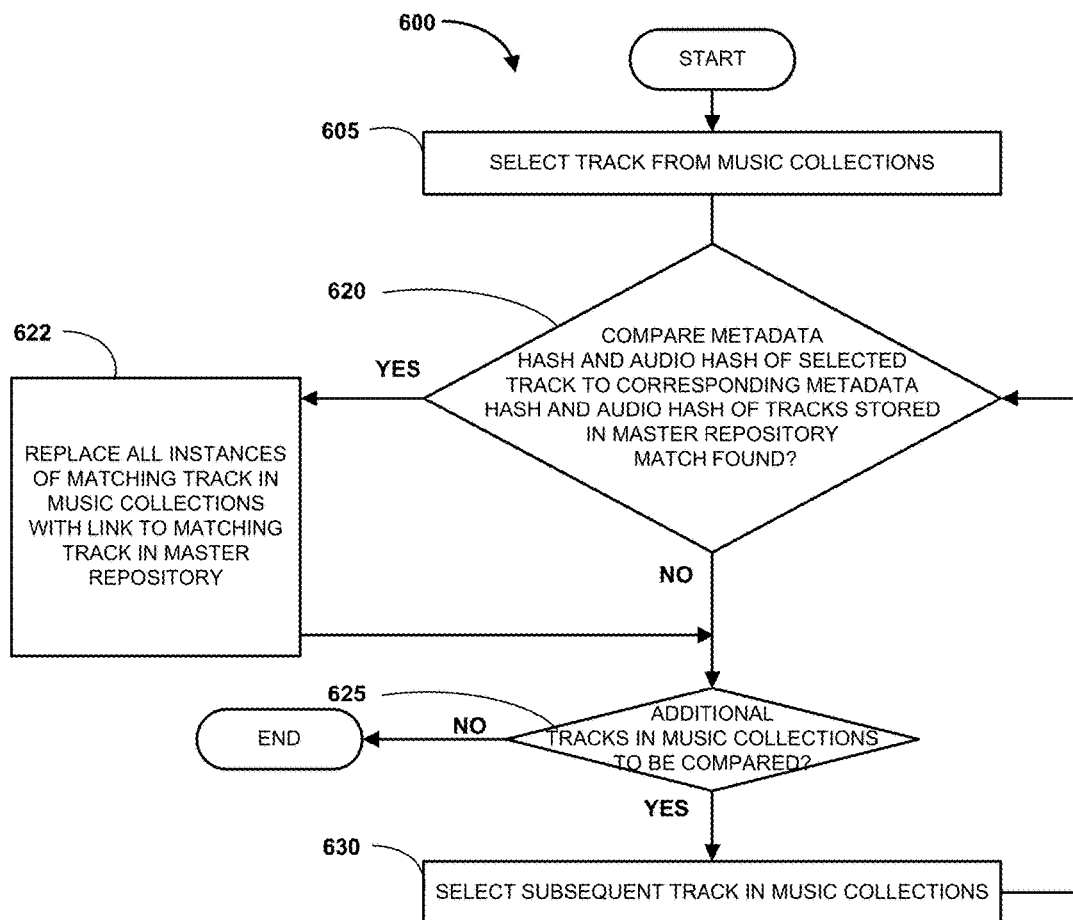 600
START
605
SELECT TRACK FROM MUSIC COLLECTIONS
620
COMPARE METADATA
HASH AND AUDIO HASH OF SELECTED
TRACK TO CORRESPONDING METADATA
HASH AND AUDIO HASH OF TRACKS STORED
IN MASTER REPOSITORY
MATCH FOUND?
YES
622
REPLACE ALL INSTANCES
OF MATCHING TRACK IN
MUSIC COLLECTIONS
WITH LINK TO MATCHING
TRACK IN MASTER
REPOSITORY
NO
625
ADDITIONAL
TRACKS IN MUSIC COLLECTIONS
TO BE COMPARED?
NO
END
YES
630
SELECT SUBSEQUENT TRACK IN MUSIC COLLECTIONS